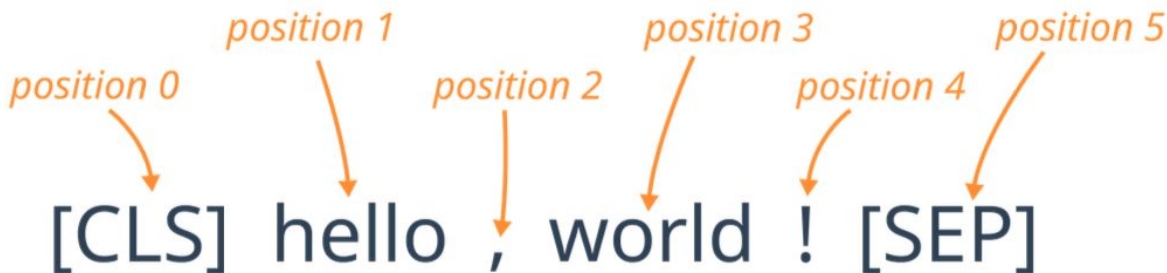 position 1 position 3 position 5
position 0 position 2 position 4
[CLS] hello , world ! [SEP]